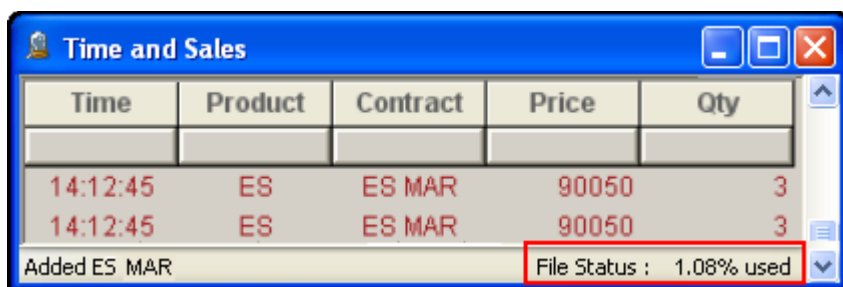 Time and Sales
Time Product Contract Price Qty
14:12:45 ES ES MAR 90050 3
14:12:45 ES ES MAR 90050 3
Added ES MAR File Status : 1.08% used